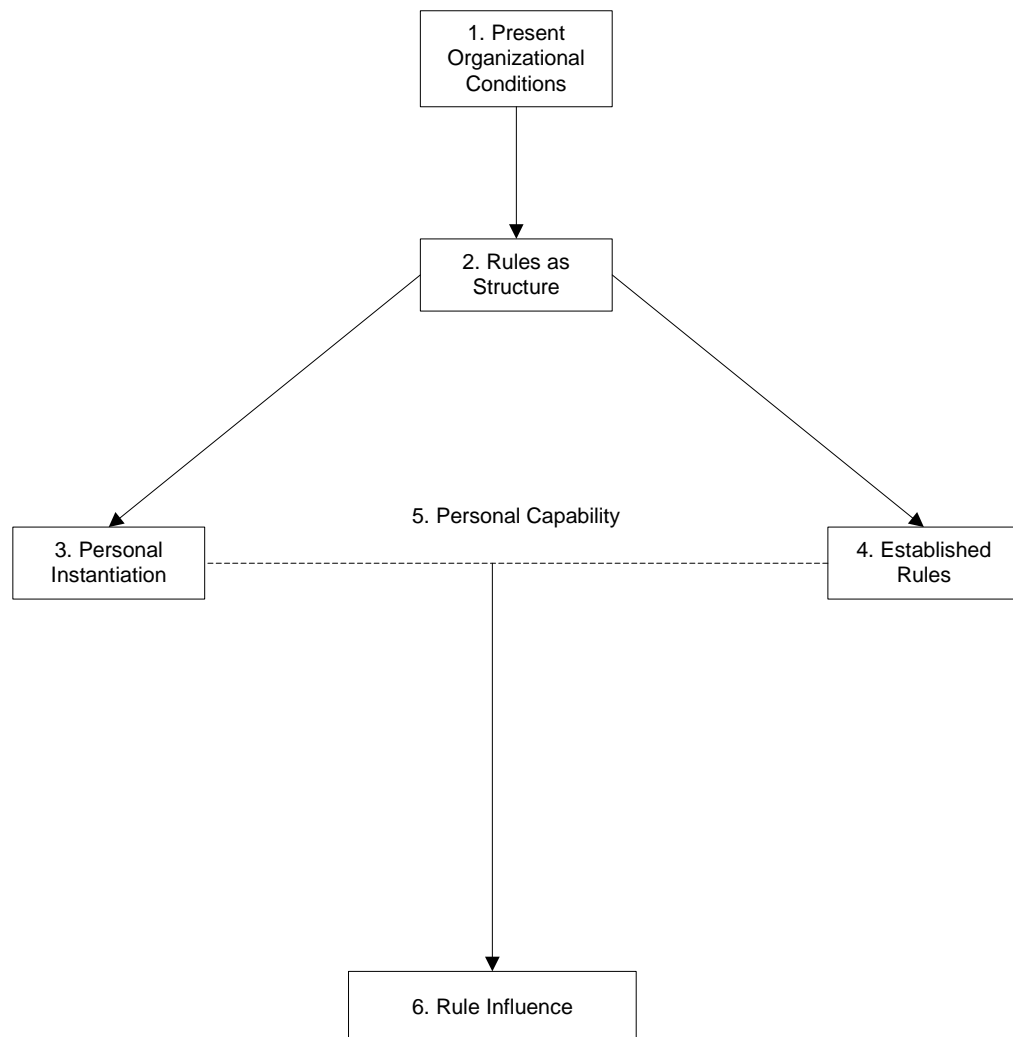 1. Present
Organizational
Conditions
2. Rules as
Structure
5. Personal Capability
3. Personal
Instantiation
4. Established
Rules
6. Rule Influence